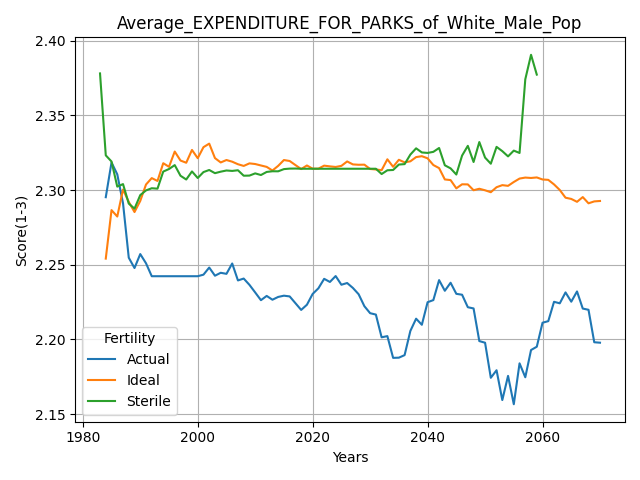 Average_EXPENDITURE_FOR_PARKS_of_White_Male_Pop
2.40
2.35
2.30
2.25
2.20
2.15
Score(1-3)
Fertility
Actual
Ideal
Sterile
1980
2000
2020
2040
2060
Years